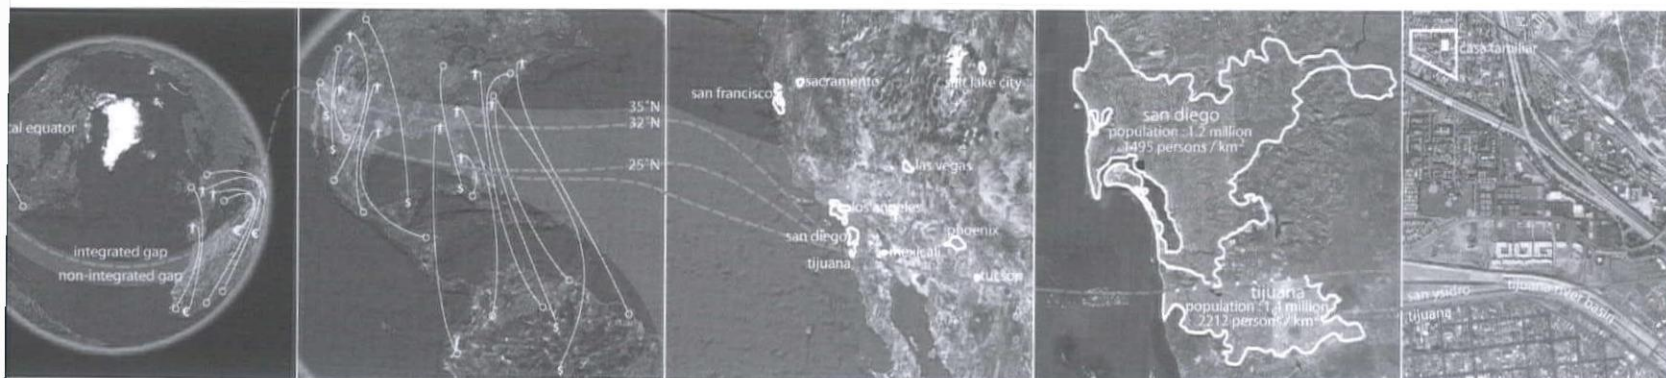 cal equator
integrated gap
non-integrated gap
35°N
32°N
25°N
san francisco
sacramento
salt lake city
las vegas
los angeles
san diego
phoenix
mexicali
tijuana
tucson
san diego
population : 1.2 million
1495 persons / km²
tijuana
population : 1.4 million
2212 persons / km²
casa familiar
san ysidro
tijuana river basin
tijuana